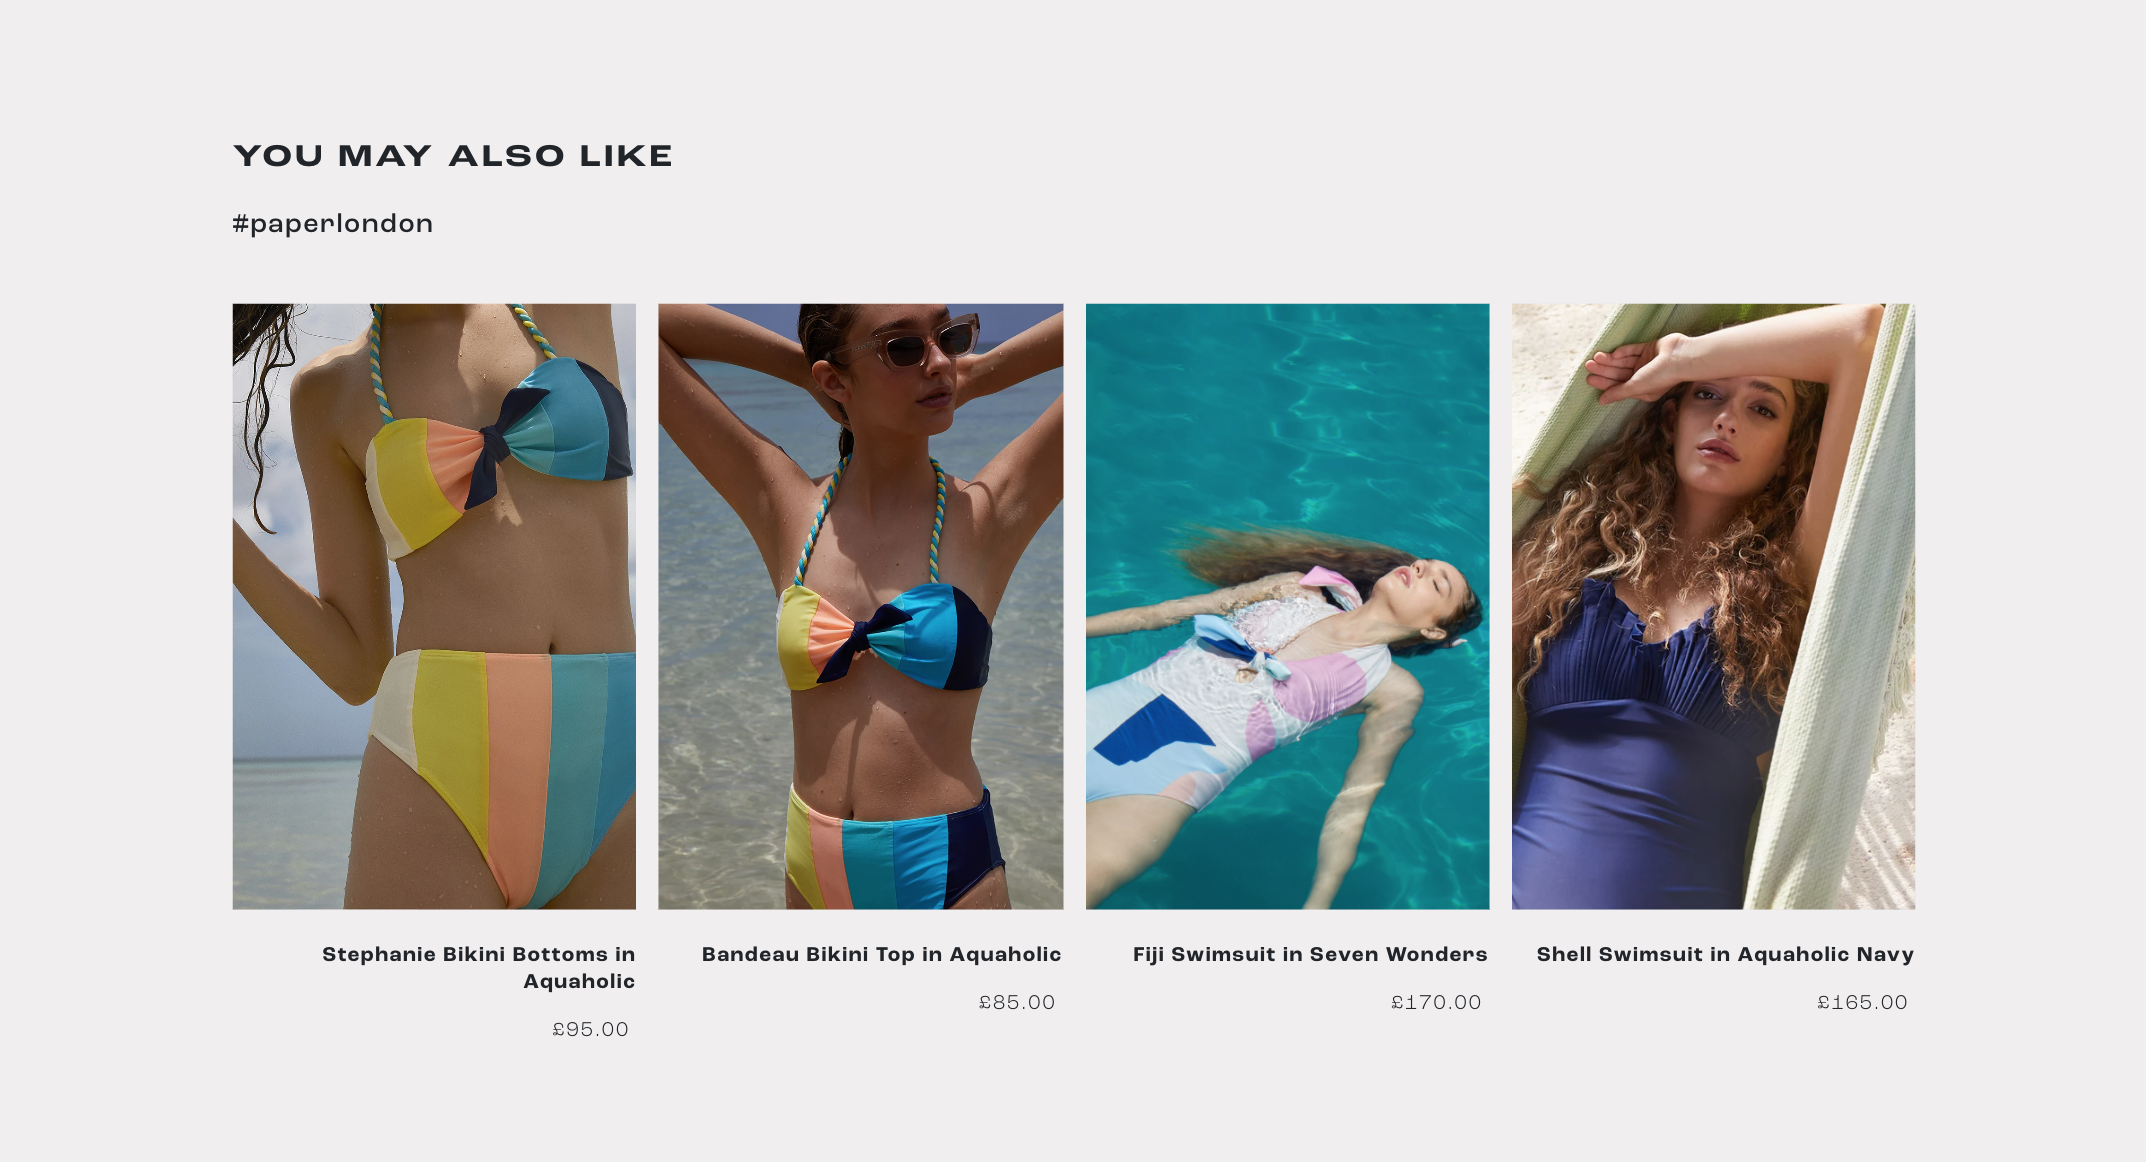 YOU MAY ALSO LIKE
#paperlondon
Stephanie Bikini Bottoms in
Aquaholic
£95.00
Bandeau Bikini Top in Aquaholic
£85.00
Fiji Swimsuit in Seven Wonders
£170.00
Shell Swimsuit in Aquaholic Navy
£165.00